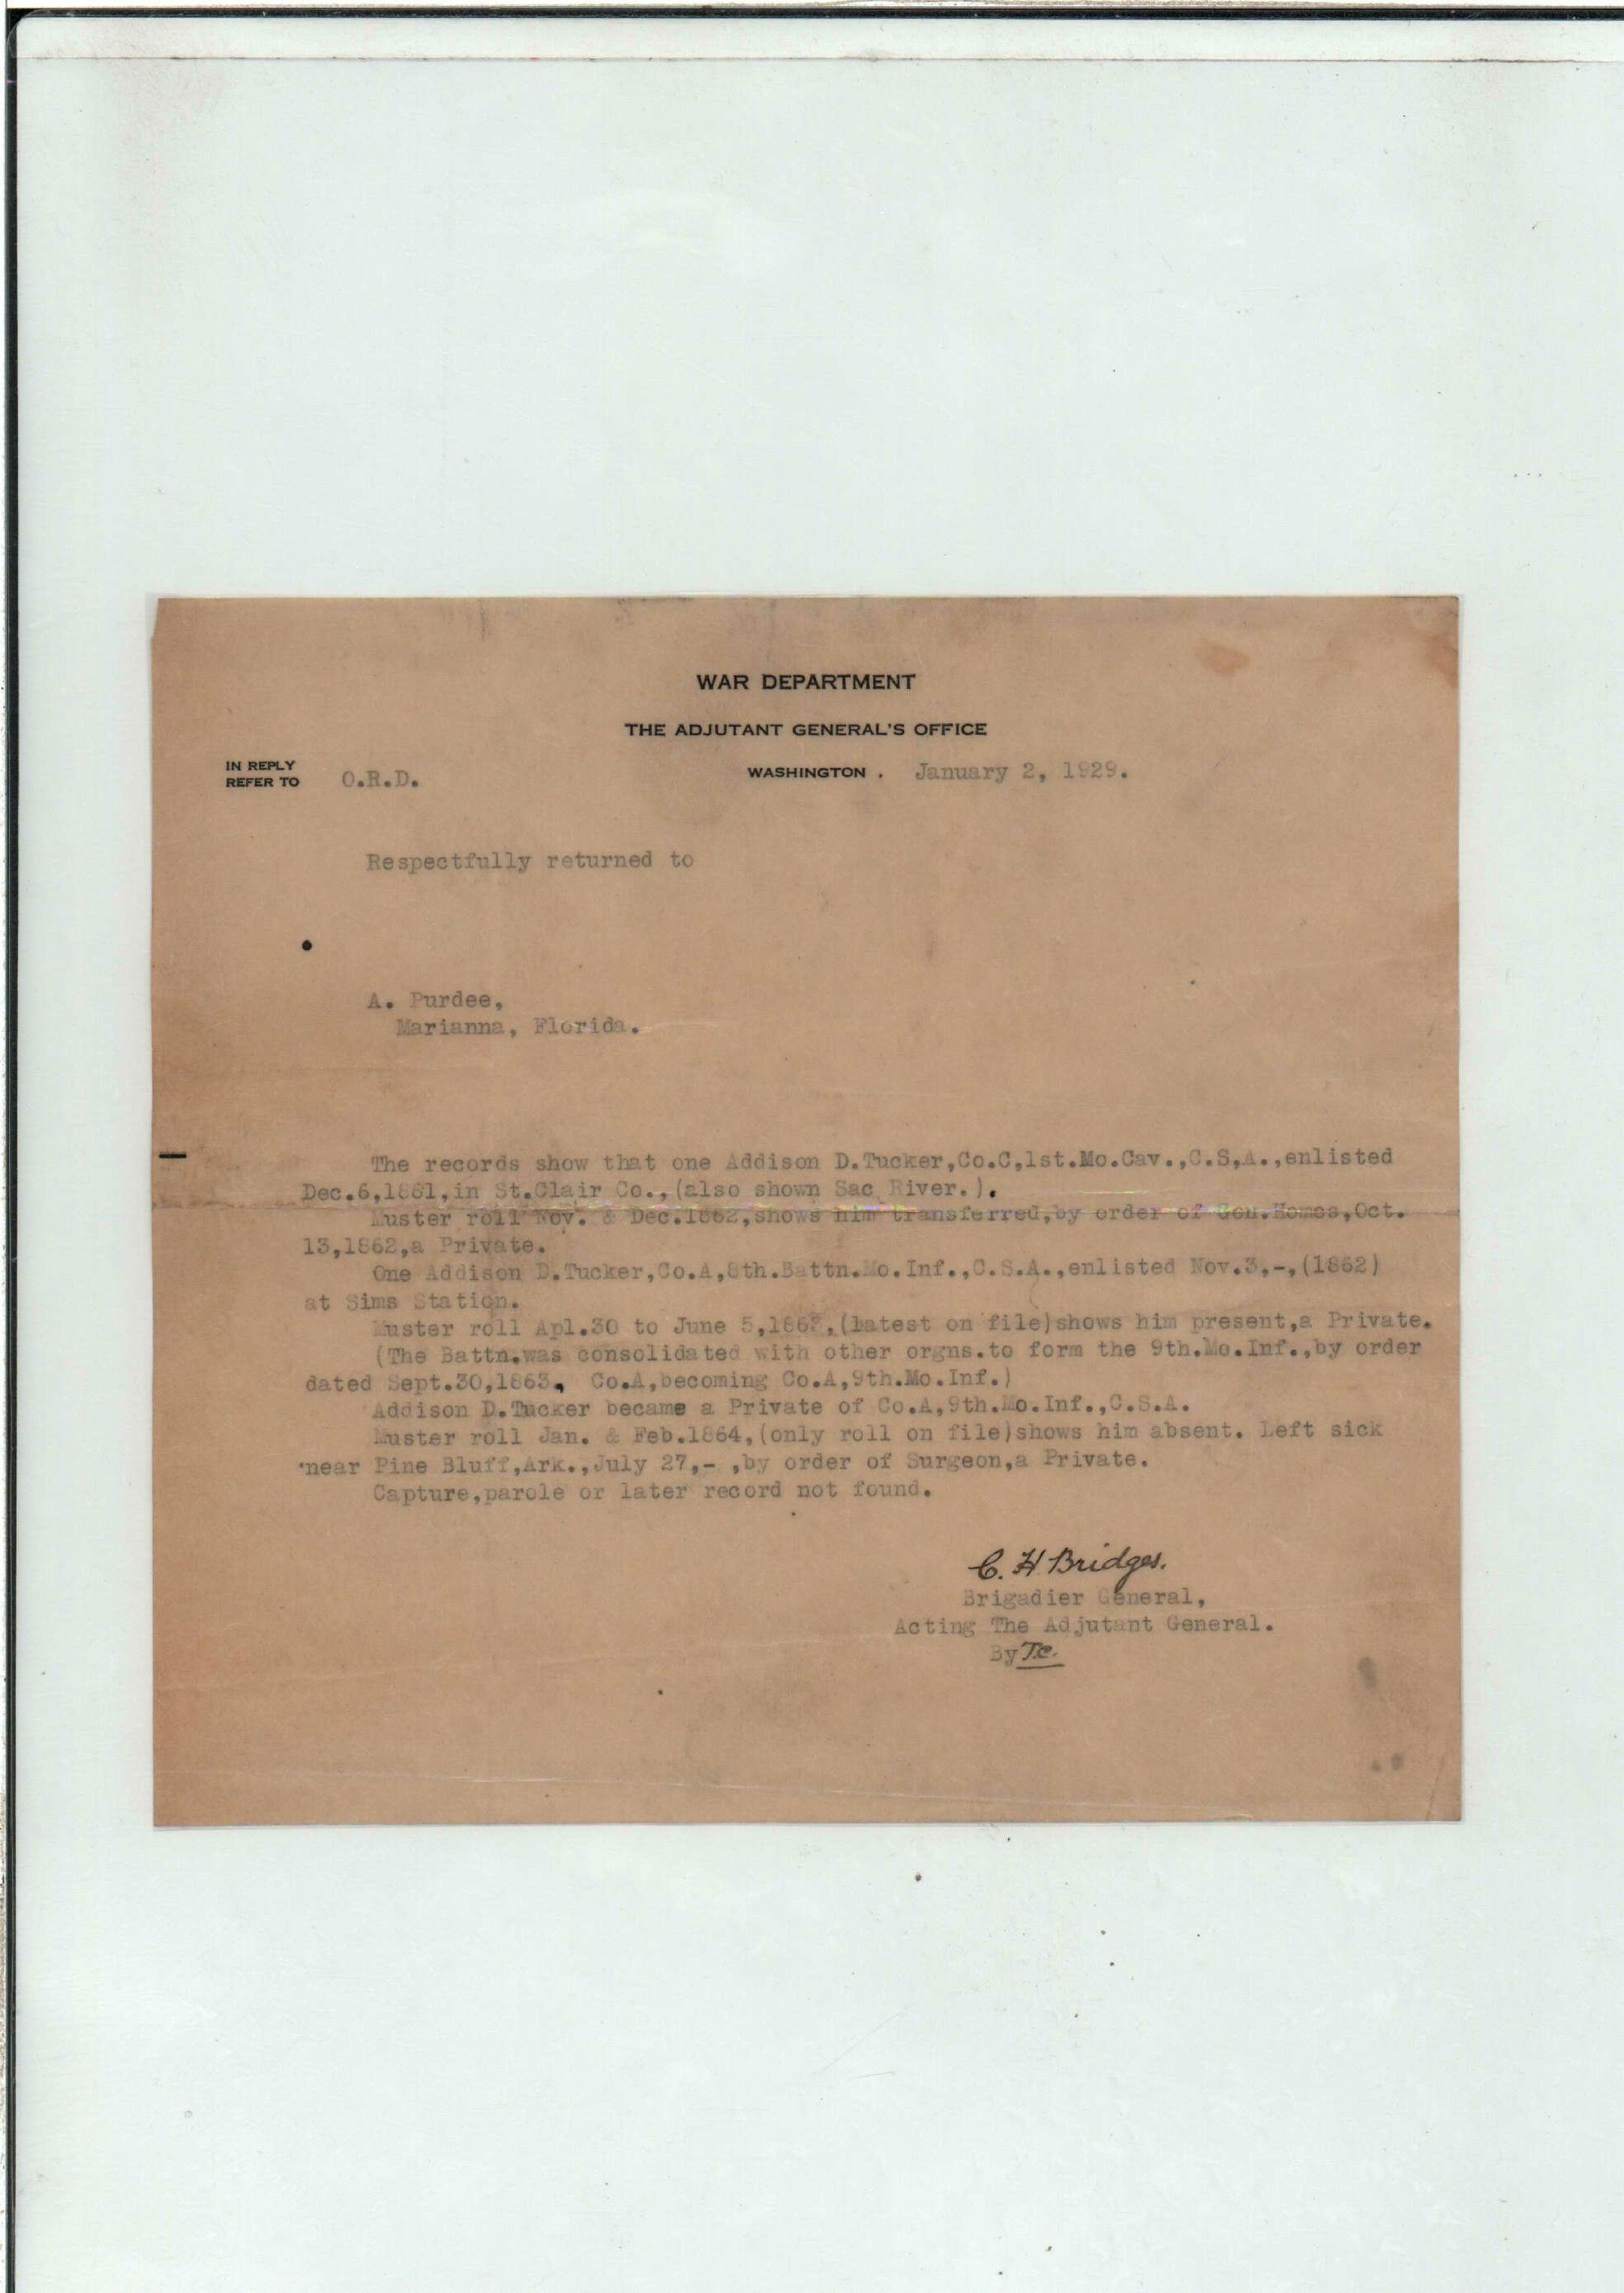 WAR DEPARTMENT
THE ADJUTANT GENERAL'S OFFICE
IN REPLY
REFER TO O.R.D.
WASHINGTON . January 2, 1929.
Respectfully returned to
A. Purdee,
Marianna, Florida.
The records show that one Addison D.Tucker,Co.C,1st.Mo.Cav.,C.S,A.,enlisted
Dec.6,1861,in St.Clair Co.,(also shown Sac River.).
Muster roll Nov. & Dec.1862,shows him transferred,by order of Gen.Homes,Oct.
13,1862,a Private.
One Addison D.Tucker,Co.A,8th.Battn.Mo.Inf.,C.S.A.,enlisted Nov.3,-,(1862)
at Sims Station.
Muster roll Apl.30 to June 5,1863,(latest on file)shows him present,a Private.
(The Battn.was consolidated with other orgns.to form the 9th.Mo.Inf.,by order
dated Sept.30,1863, Co.A,becoming Co.A,9th.Mo.Inf.)
Addison D.Tucker became a Private of Co.A,9th.Mo.Inf.,C.S.A.
Muster roll Jan. & Feb.1864,(only roll on file)shows him absent. Left sick
near Pine Bluff,Ark.,July 27,- ,by order of Surgeon,a Private.
Capture,parole or later record not found.
C. H. Bridges.
Brigadier General,
Acting The Adjutant General.
By T.C.